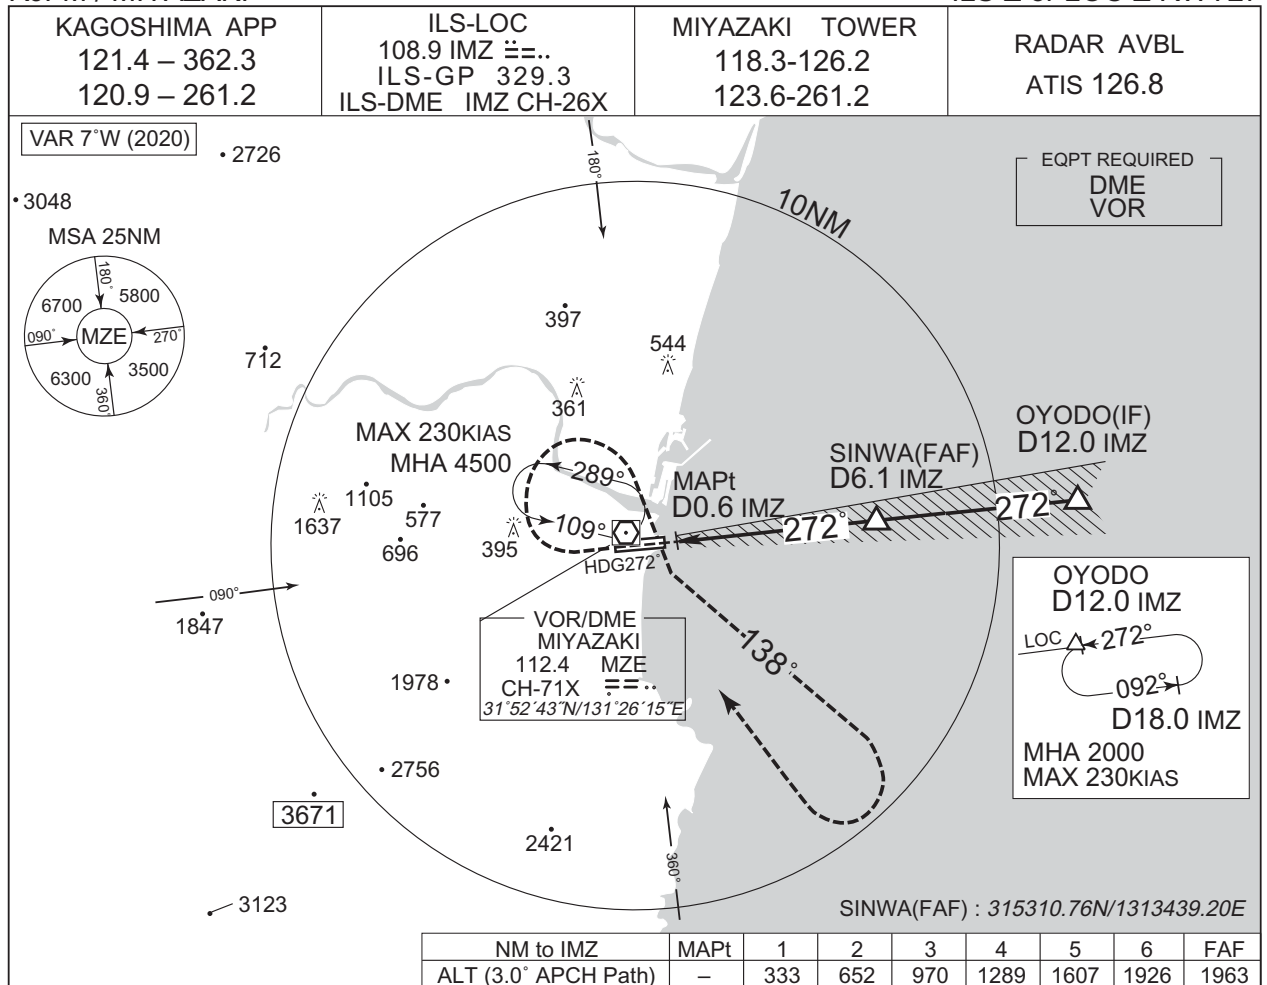 KAGOSHIMA APP
121.4 – 362.3
120.9 – 261.2
ILS-LOC
108.9 IMZ
ILS-GP 329.3
ILS-DME IMZ CH-26X
MIYAZAKI TOWER
118.3-126.2
123.6-261.2
RADAR AVBL
ATIS 126.8
VAR 7˚W (2020)
2726
3048
MSA 25NM
180˚
6700
5800
090˚
MZE
270˚
6300
3500
360˚
180˚
10NM
EQPT REQUIRED
DME
VOR
397
544
712
361
MAX 230KIAS
MHA 4500
289˚
109˚
1105
1637
577
696
395
HDG272˚
MAPt
D0.6 IMZ
SINWA(FAF)
D6.1 IMZ
OYODO(IF)
D12.0 IMZ
272˚
272˚
090˚
1847
VOR/DME
MIYAZAKI
112.4 MZE
CH-71X
31˚52´43˝N/131˚26´15˝E
138˚
1978
2756
3671
2421
360˚
3123
OYODO
D12.0 IMZ
LOC
272˚
092˚
D18.0 IMZ
MHA 2000
MAX 230KIAS
SINWA(FAF) : 315310.76N/1313439.20E
NM to IMZ MAPt 1 2 3 4 5 6 FAF
ALT (3.0˚ APCH Path) – 333 652 970 1289 1607 1926 1963